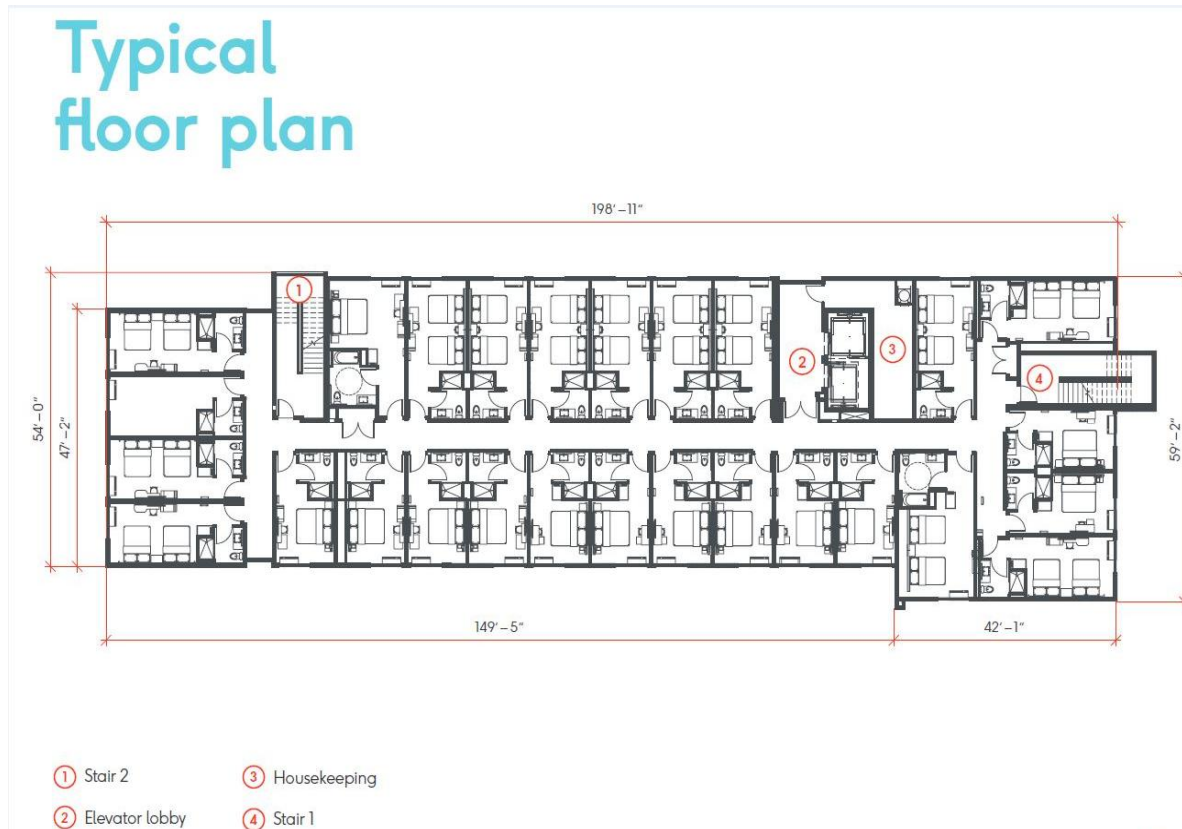 Typical
floor plan
198'–11"
1
2
3
4
54'–0"
47'–2"
59'–2"
149'–5"
42'–1"
1 Stair 2
3 Housekeeping
2 Elevator lobby
4 Stair 1